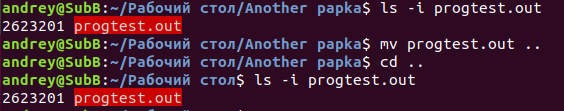 andrey@SubB:~/Рабочий стол/Another papka$ ls -i progtest.out
2623201 progtest.out
andrey@SubB:~/Рабочий стол/Another papka$ mv progtest.out ..
andrey@SubB:~/Рабочий стол/Another papka$ cd ..
andrey@SubB:~/Рабочий стол$ ls -i progtest.out
2623201 progtest.out